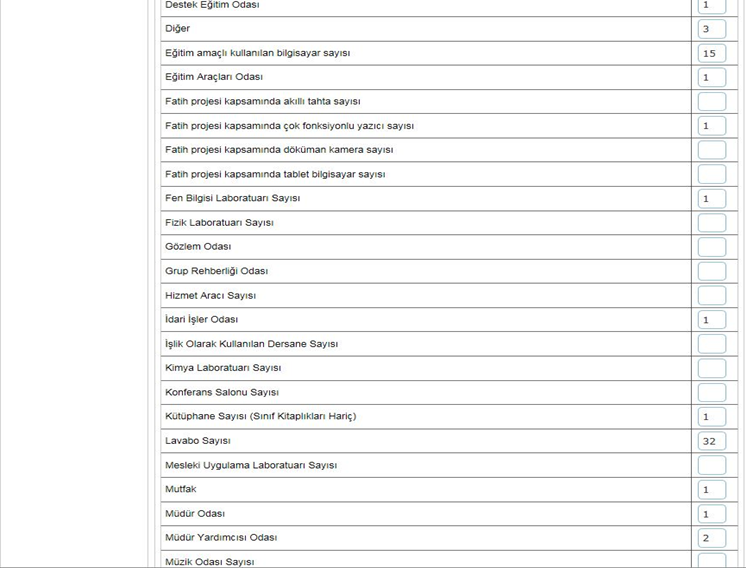 Destek Eğitim Odası 1
Diğer 3
Eğitim amaçlı kullanılan bilgisayar sayısı 15
Eğitim Araçları Odası 1
Fatih projesi kapsamında akıllı tahta sayısı
Fatih projesi kapsamında çok fonksiyonlu yazıcı sayısı 1
Fatih projesi kapsamında döküman kamera sayısı
Fatih projesi kapsamında tablet bilgisayar sayısı
Fen Bilgisi Laboratuarı Sayısı 1
Fizik Laboratuarı Sayısı
Gözlem Odası
Grup Rehberliği Odası
Hizmet Aracı Sayısı
İdari İşler Odası 1
İşlik Olarak Kullanılan Dersane Sayısı
Kimya Laboratuarı Sayısı
Konferans Salonu Sayısı
Kütüphane Sayısı (Sınıf Kitaplıkları Hariç) 1
Lavabo Sayısı 32
Mesleki Uygulama Laboratuarı Sayısı
Mutfak 1
Müdür Odası 1
Müdür Yardımcısı Odası 2
Müzik Odası Sayısı